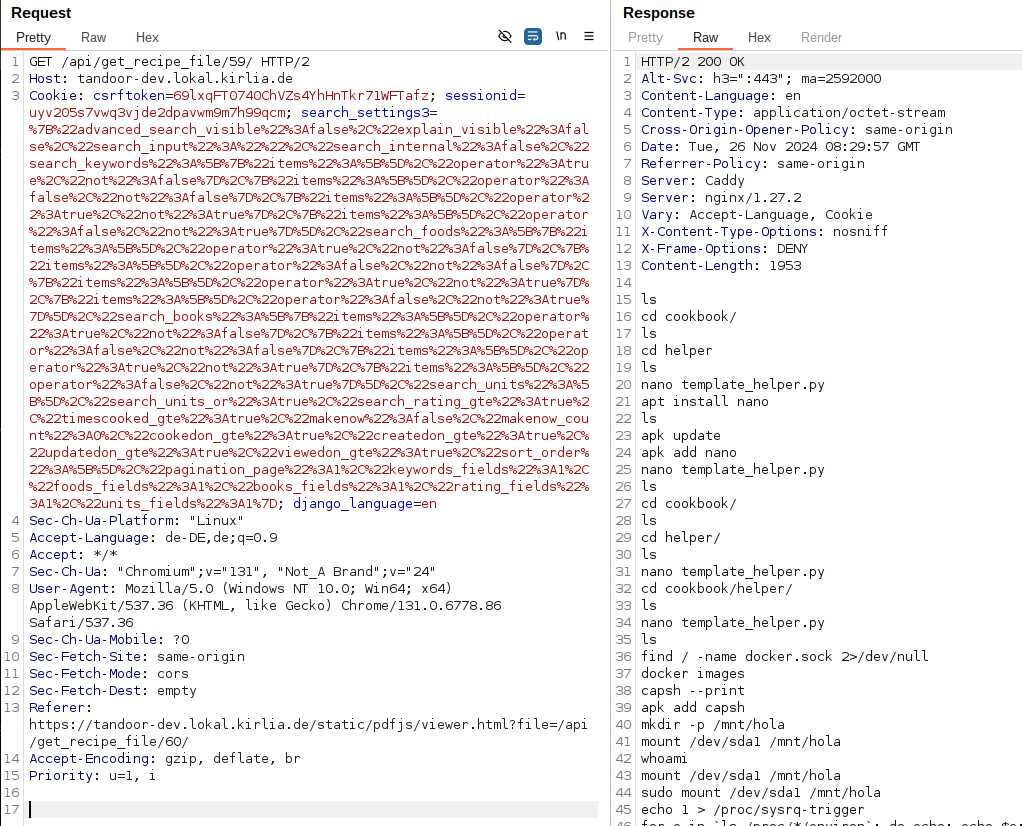 Request
Response
Pretty Raw Hex
\n
Pretty Raw Hex Render
1 GET /api/get_recipe_file/59/ HTTP/2
2 Host: tandoor-dev.lokal.kirlia.de
3 Cookie: csrftoken=69lxqFT0740ChVZs4YhHnTkr71WFTafz; sessionid=
uyv205s7vwq3vjde2dpavwm9m7h99qcm; search_settings3=
%7B%22advanced_search_visible%22%3Afalse%2C%22explain_visible%22%3Afal
se%2C%22search_input%22%3A%22%22%2C%22search_internal%22%3Afalse%2C%22
search_keywords%22%3A%5B%7B%22items%22%3A%5B%5D%2C%22operator%22%3Atru
e%2C%22not%22%3Afalse%7D%2C%7B%22items%22%3A%5B%5D%2C%22operator%22%3A
false%2C%22not%22%3Afalse%7D%2C%7B%22items%22%3A%5B%5D%2C%22operator%2
2%3Atrue%2C%22not%22%3Atrue%7D%2C%7B%22items%22%3A%5B%5D%2C%22operator
%22%3Afalse%2C%22not%22%3Atrue%7D%5D%2C%22search_foods%22%3A%5B%7B%22i
tems%22%3A%5B%5D%2C%22operator%22%3Atrue%2C%22not%22%3Afalse%7D%2C%7B%
22items%22%3A%5B%5D%2C%22operator%22%3Afalse%2C%22not%22%3Afalse%7D%2C
%7B%22items%22%3A%5B%5D%2C%22operator%22%3Atrue%2C%22not%22%3Atrue%7D%
2C%7B%22items%22%3A%5B%5D%2C%22operator%22%3Afalse%2C%22not%22%3Atrue%
7D%5D%2C%22search_books%22%3A%5B%7B%22items%22%3A%5B%5D%2C%22operator%
22%3Atrue%2C%22not%22%3Afalse%7D%2C%7B%22items%22%3A%5B%5D%2C%22operat
or%22%3Afalse%2C%22not%22%3Afalse%7D%2C%7B%22items%22%3A%5B%5D%2C%22op
erator%22%3Atrue%2C%22not%22%3Atrue%7D%2C%7B%22items%22%3A%5B%5D%2C%22
operator%22%3Afalse%2C%22not%22%3Atrue%7D%5D%2C%22search_units%22%3A%5
B%5D%2C%22search_units_or%22%3Atrue%2C%22search_rating_gte%22%3Atrue%2
C%22timescooked_gte%22%3Atrue%2C%22makenow%22%3Afalse%2C%22makenow_cou
nt%22%3A0%2C%22cookedon_gte%22%3Atrue%2C%22createdon_gte%22%3Atrue%2C%
22updatedon_gte%22%3Atrue%2C%22viewedon_gte%22%3Atrue%2C%22sort_order%
22%3A%5B%5D%2C%22pagination_page%22%3A1%2C%22keywords_fields%22%3A1%2C
%22foods_fields%22%3A1%2C%22books_fields%22%3A1%2C%22rating_fields%22%
3A1%2C%22units_fields%22%3A1%7D; django_language=en
4 Sec-Ch-Ua-Platform: "Linux"
5 Accept-Language: de-DE,de;q=0.9
6 Accept: */*
7 Sec-Ch-Ua: "Chromium";v="131", "Not_A Brand";v="24"
8 User-Agent: Mozilla/5.0 (Windows NT 10.0; Win64; x64)
AppleWebKit/537.36 (KHTML, like Gecko) Chrome/131.0.6778.86
Safari/537.36
9 Sec-Ch-Ua-Mobile: ?0
10 Sec-Fetch-Site: same-origin
11 Sec-Fetch-Mode: cors
12 Sec-Fetch-Dest: empty
13 Referer:
https://tandoor-dev.lokal.kirlia.de/static/pdfjs/viewer.html?file=/api
/get_recipe_file/60/
14 Accept-Encoding: gzip, deflate, br
15 Priority: u=1, i
16
17
1 HTTP/2 200 OK
2 Alt-Svc: h3=":443"; ma=2592000
3 Content-Language: en
4 Content-Type: application/octet-stream
5 Cross-Origin-Opener-Policy: same-origin
6 Date: Tue, 26 Nov 2024 08:29:57 GMT
7 Referrer-Policy: same-origin
8 Server: Caddy
9 Server: nginx/1.27.2
10 Vary: Accept-Language, Cookie
11 X-Content-Type-Options: nosniff
12 X-Frame-Options: DENY
13 Content-Length: 1953
14
15 ls
16 cd cookbook/
17 ls
18 cd helper
19 ls
20 nano template_helper.py
21 apt install nano
22 ls
23 apk update
24 apk add nano
25 nano template_helper.py
26 ls
27 cd cookbook/
28 ls
29 cd helper/
30 ls
31 nano template_helper.py
32 cd cookbook/helper/
33 ls
34 nano template_helper.py
35 ls
36 find / -name docker.sock 2>/dev/null
37 docker images
38 capsh --print
39 apk add capsh
40 mkdir -p /mnt/hola
41 mount /dev/sda1 /mnt/hola
42 whoami
43 mount /dev/sda1 /mnt/hola
44 sudo mount /dev/sda1 /mnt/hola
45 echo 1 > /proc/sysrq-trigger